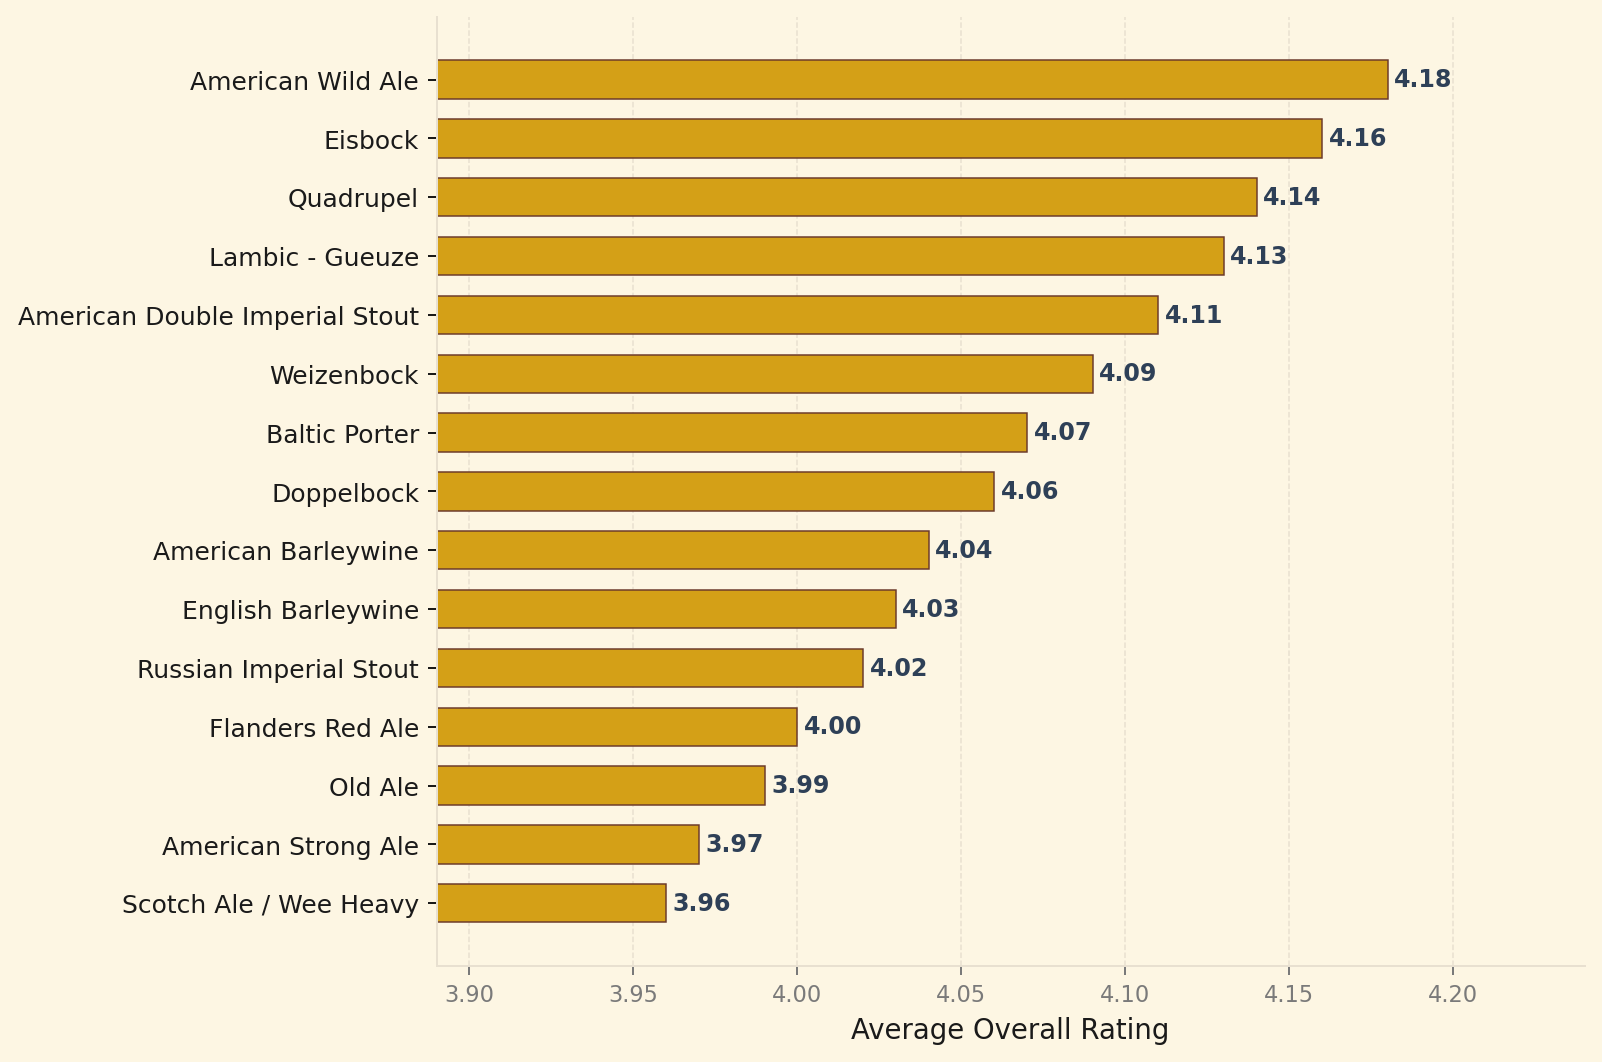 American Wild Ale 4.18
Eisbock 4.16
Quadrupel 4.14
Lambic - Gueuze 4.13
American Double Imperial Stout 4.11
Weizenbock 4.09
Baltic Porter 4.07
Doppelbock 4.06
American Barleywine 4.04
English Barleywine 4.03
Russian Imperial Stout 4.02
Flanders Red Ale 4.00
Old Ale 3.99
American Strong Ale 3.97
Scotch Ale / Wee Heavy 3.96
3.90 3.95 4.00 4.05 4.10 4.15 4.20
Average Overall Rating